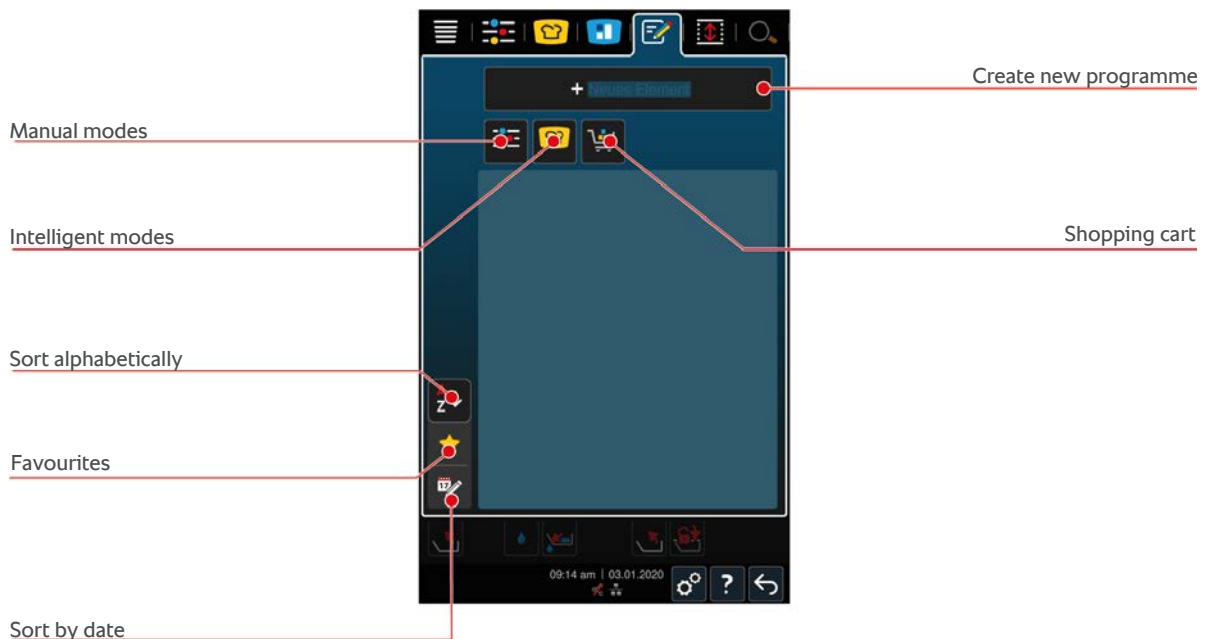 Create new programme
+ Neues Element
Manual modes
Intelligent modes
Shopping cart
Sort alphabetically
Z
Favourites
17
Sort by date
09:14 am | 03.01.2020
?